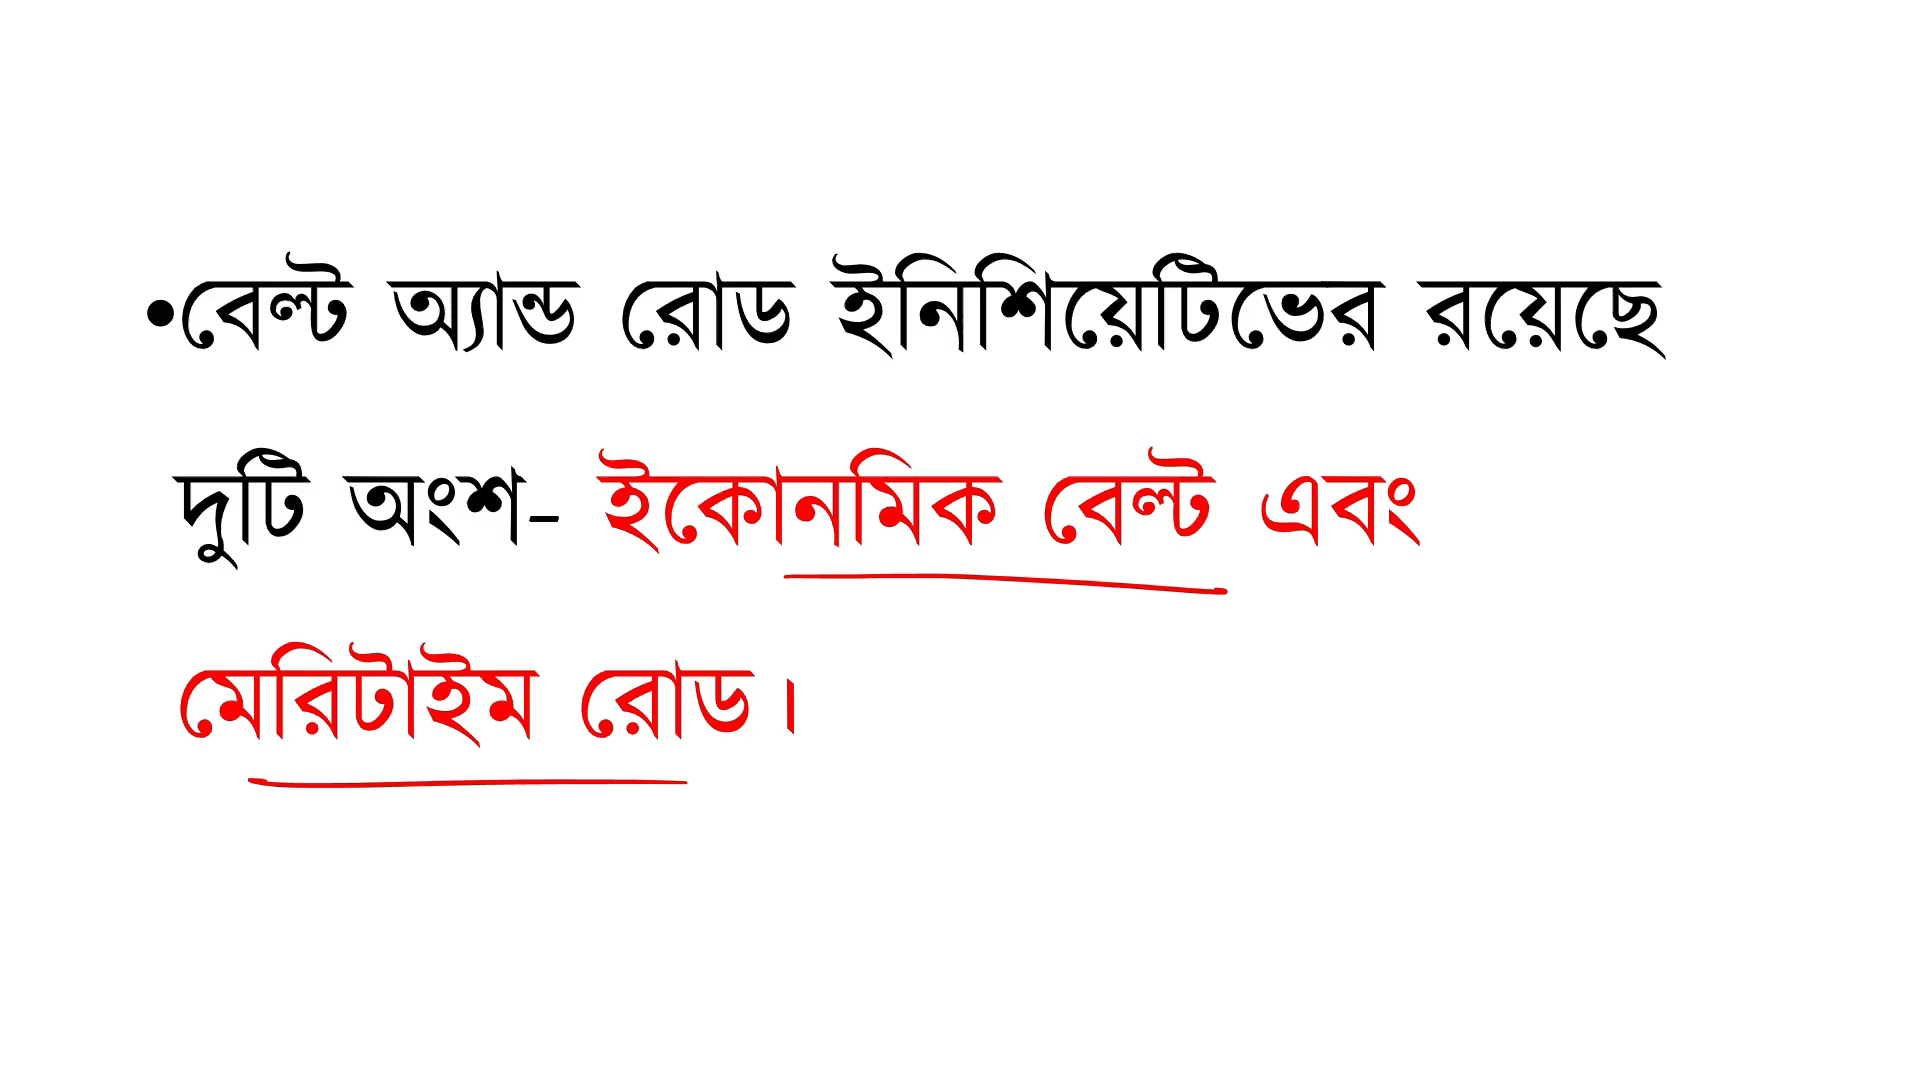 •বেল্ট অ্যান্ড রোড ইনিশিয়েটিভের রয়েছে
দুটি অংশ- ইকোনমিক বেল্ট এবং
মেরিটাইম রোড।